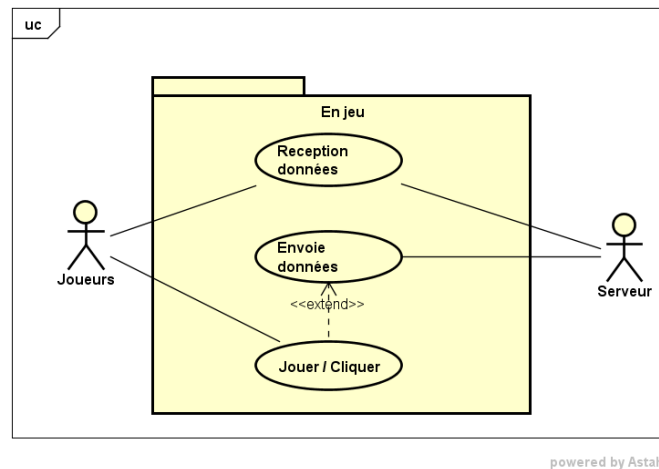 uc
En jeu
Reception
données
Envoie
données
<<extend>>
Jouer / Cliquer
Joueurs
Serveur
powered by Astah